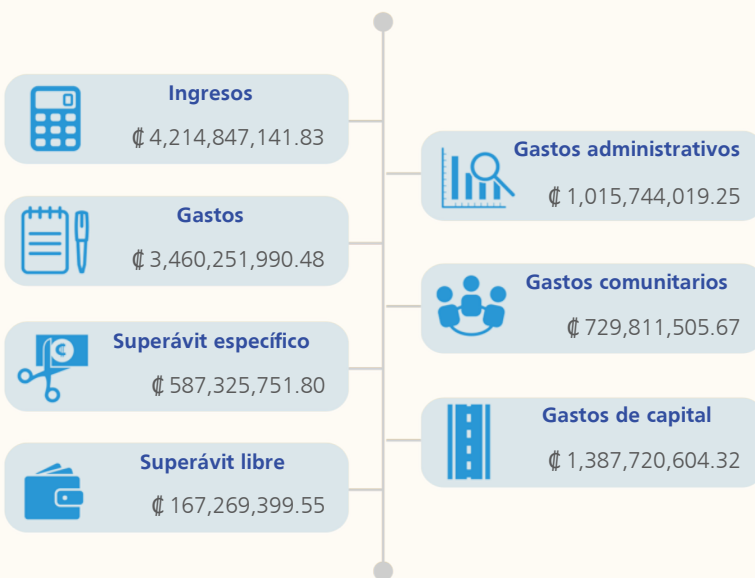 Ingresos
₡ 4,214,847,141.83
Gastos
₡ 3,460,251,990.48
Superávit específico
₡ 587,325,751.80
Superávit libre
₡ 167,269,399.55
Gastos administrativos
₡ 1,015,744,019.25
Gastos comunitarios
₡ 729,811,505.67
Gastos de capital
₡ 1,387,720,604.32